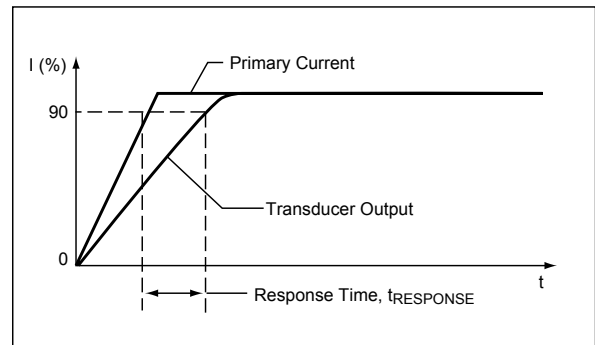 I (%)
Primary Current
90
Transducer Output
0
t
Response Time, tRESPONSE